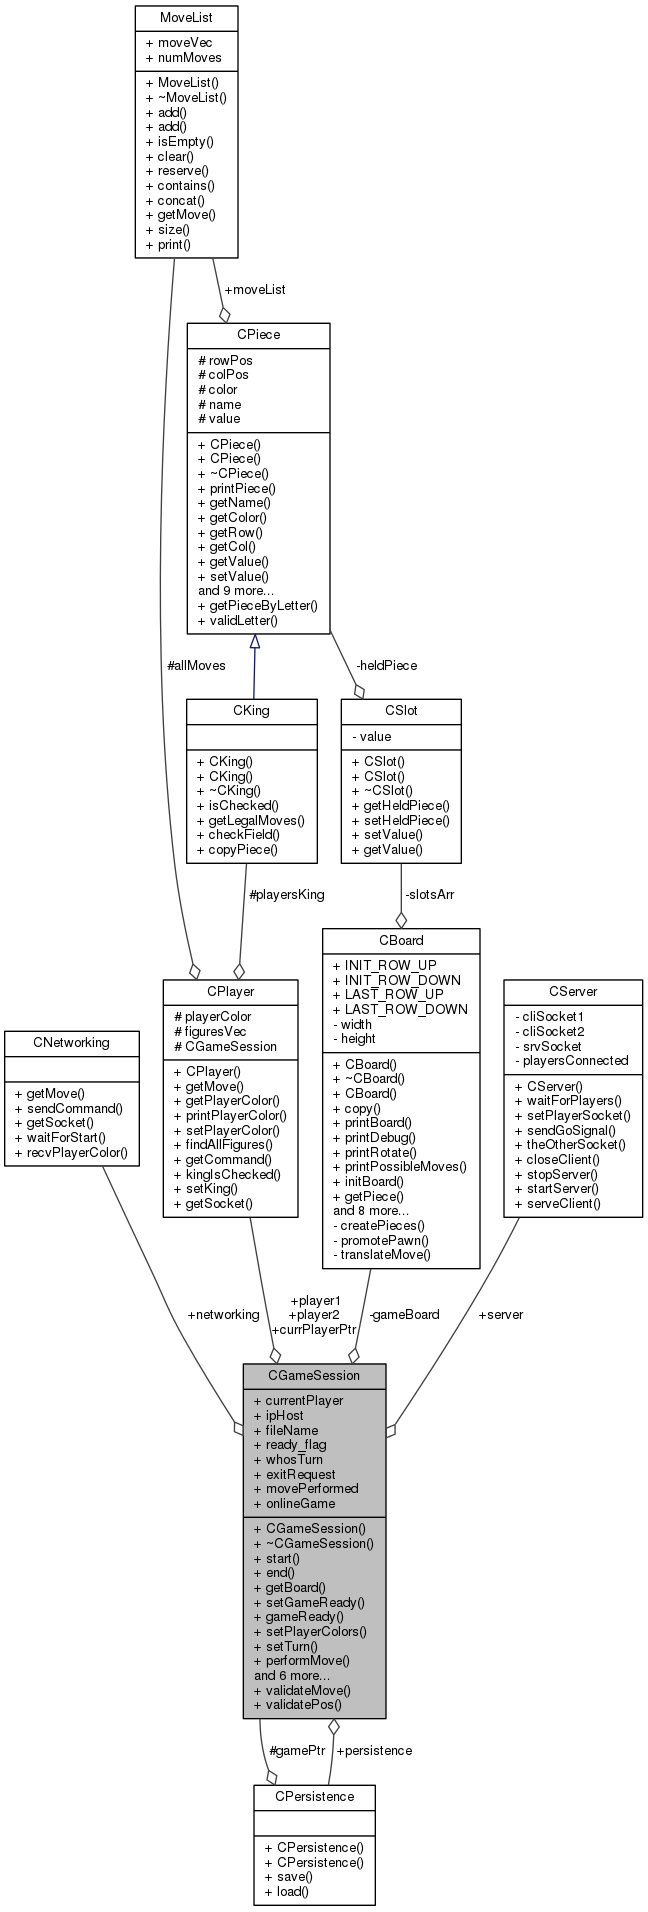 MoveList
+ moveVec
+ numMoves
+ MoveList()
+ ~MoveList()
+ add()
+ add()
+ isEmpty()
+ clear()
+ reserve()
+ contains()
+ concat()
+ getMove()
+ size()
+ print()
+moveList
CPiece
# rowPos
# colPos
# color
# name
# value
+ CPiece()
+ CPiece()
+ ~CPiece()
+ printPiece()
+ getName()
+ getColor()
+ getRow()
+ getCol()
+ getValue()
+ setValue()
and 9 more...
+ getPieceByLetter()
+ validLetter()
#allMoves
-heldPiece
CKing
+ CKing()
+ CKing()
+ ~CKing()
+ isChecked()
+ getLegalMoves()
+ checkField()
+ copyPiece()
CSlot
- value
+ CSlot()
+ CSlot()
+ ~CSlot()
+ getHeldPiece()
+ setHeldPiece()
+ setValue()
+ getValue()
#playersKing
-slotsArr
CNetworking
+ getMove()
+ sendCommand()
+ getSocket()
+ waitForStart()
+ recvPlayerColor()
CPlayer
# playerColor
# figuresVec
# CGameSession
+ CPlayer()
+ getMove()
+ getPlayerColor()
+ printPlayerColor()
+ setPlayerColor()
+ findAllFigures()
+ getCommand()
+ kingIsChecked()
+ setKing()
+ getSocket()
CBoard
+ INIT_ROW_UP
+ INIT_ROW_DOWN
+ LAST_ROW_UP
+ LAST_ROW_DOWN
- width
- height
+ CBoard()
+ ~CBoard()
+ CBoard()
+ copy()
+ printBoard()
+ printDebug()
+ printRotate()
+ printPossibleMoves()
+ initBoard()
+ getPiece()
and 8 more...
- createPieces()
- promotePawn()
- translateMove()
CServer
- cliSocket1
- cliSocket2
- srvSocket
- playersConnected
+ CServer()
+ waitForPlayers()
+ setPlayerSocket()
+ sendGoSignal()
+ theOtherSocket()
+ closeClient()
+ stopServer()
+ startServer()
+ serveClient()
+networking
+player1
+player2
+currPlayerPtr
-gameBoard
+server
CGameSession
+ currentPlayer
+ ipHost
+ fileName
+ ready_flag
+ whosTurn
+ exitRequest
+ movePerformed
+ onlineGame
+ CGameSession()
+ ~CGameSession()
+ start()
+ end()
+ getBoard()
+ setGameReady()
+ gameReady()
+ setPlayerColors()
+ setTurn()
+ performMove()
and 6 more...
+ validateMove()
+ validatePos()
#gamePtr
+persistence
CPersistence
+ CPersistence()
+ CPersistence()
+ save()
+ load()